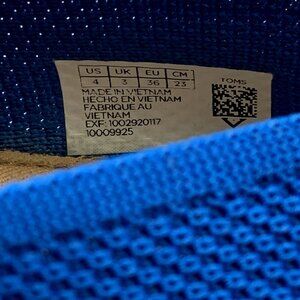 US UK EU CM
4 3 36 23
TOMS
MADE IN VIETNAM
HECHO EN VIETNAM
FABRIQUE AU
VIETNAM
EXF: 1002920117
10009925